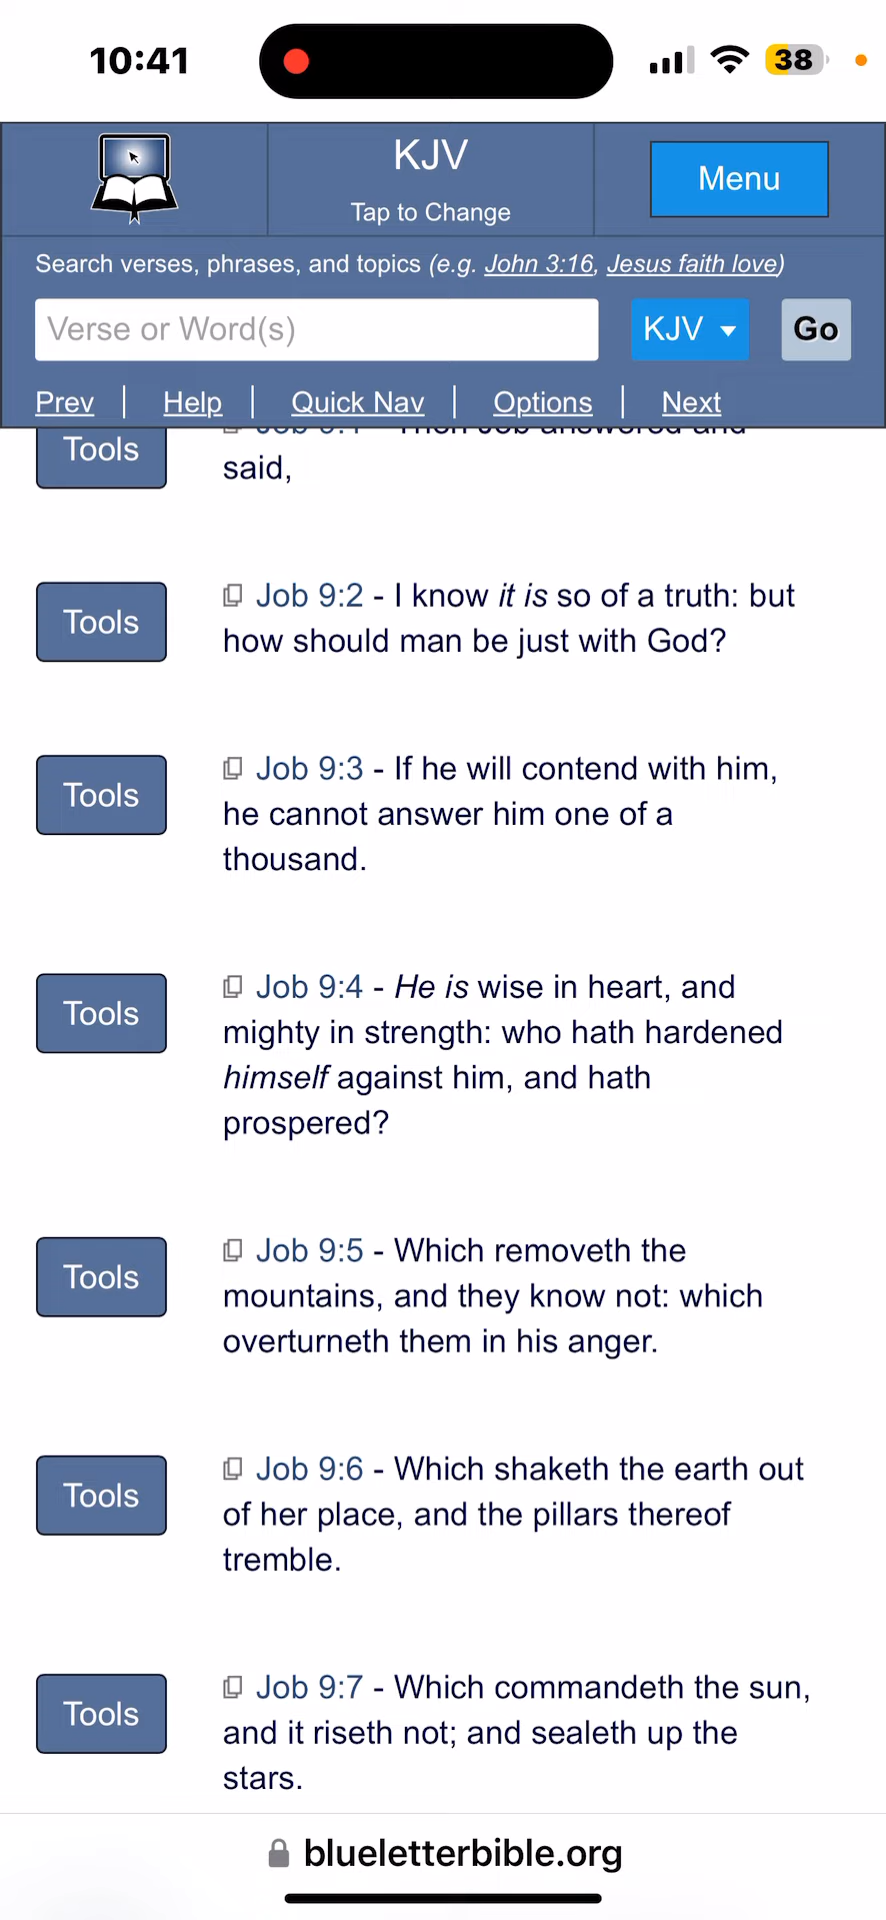 10:41
38
KJV
Tap to Change
Menu
Search verses, phrases, and topics (e.g. John 3:16, Jesus faith love)
Verse or Word(s)
KJV
Go
Prev | Help | Quick Nav | Options | Next
Tools
Job 9:1 - Then Job answered and
said,
Tools
Job 9:2 - I know it is so of a truth: but
how should man be just with God?
Tools
Job 9:3 - If he will contend with him,
he cannot answer him one of a
thousand.
Tools
Job 9:4 - He is wise in heart, and
mighty in strength: who hath hardened
himself against him, and hath
prospered?
Tools
Job 9:5 - Which removeth the
mountains, and they know not: which
overturneth them in his anger.
Tools
Job 9:6 - Which shaketh the earth out
of her place, and the pillars thereof
tremble.
Tools
Job 9:7 - Which commandeth the sun,
and it riseth not; and sealeth up the
stars.
blueletterbible.org